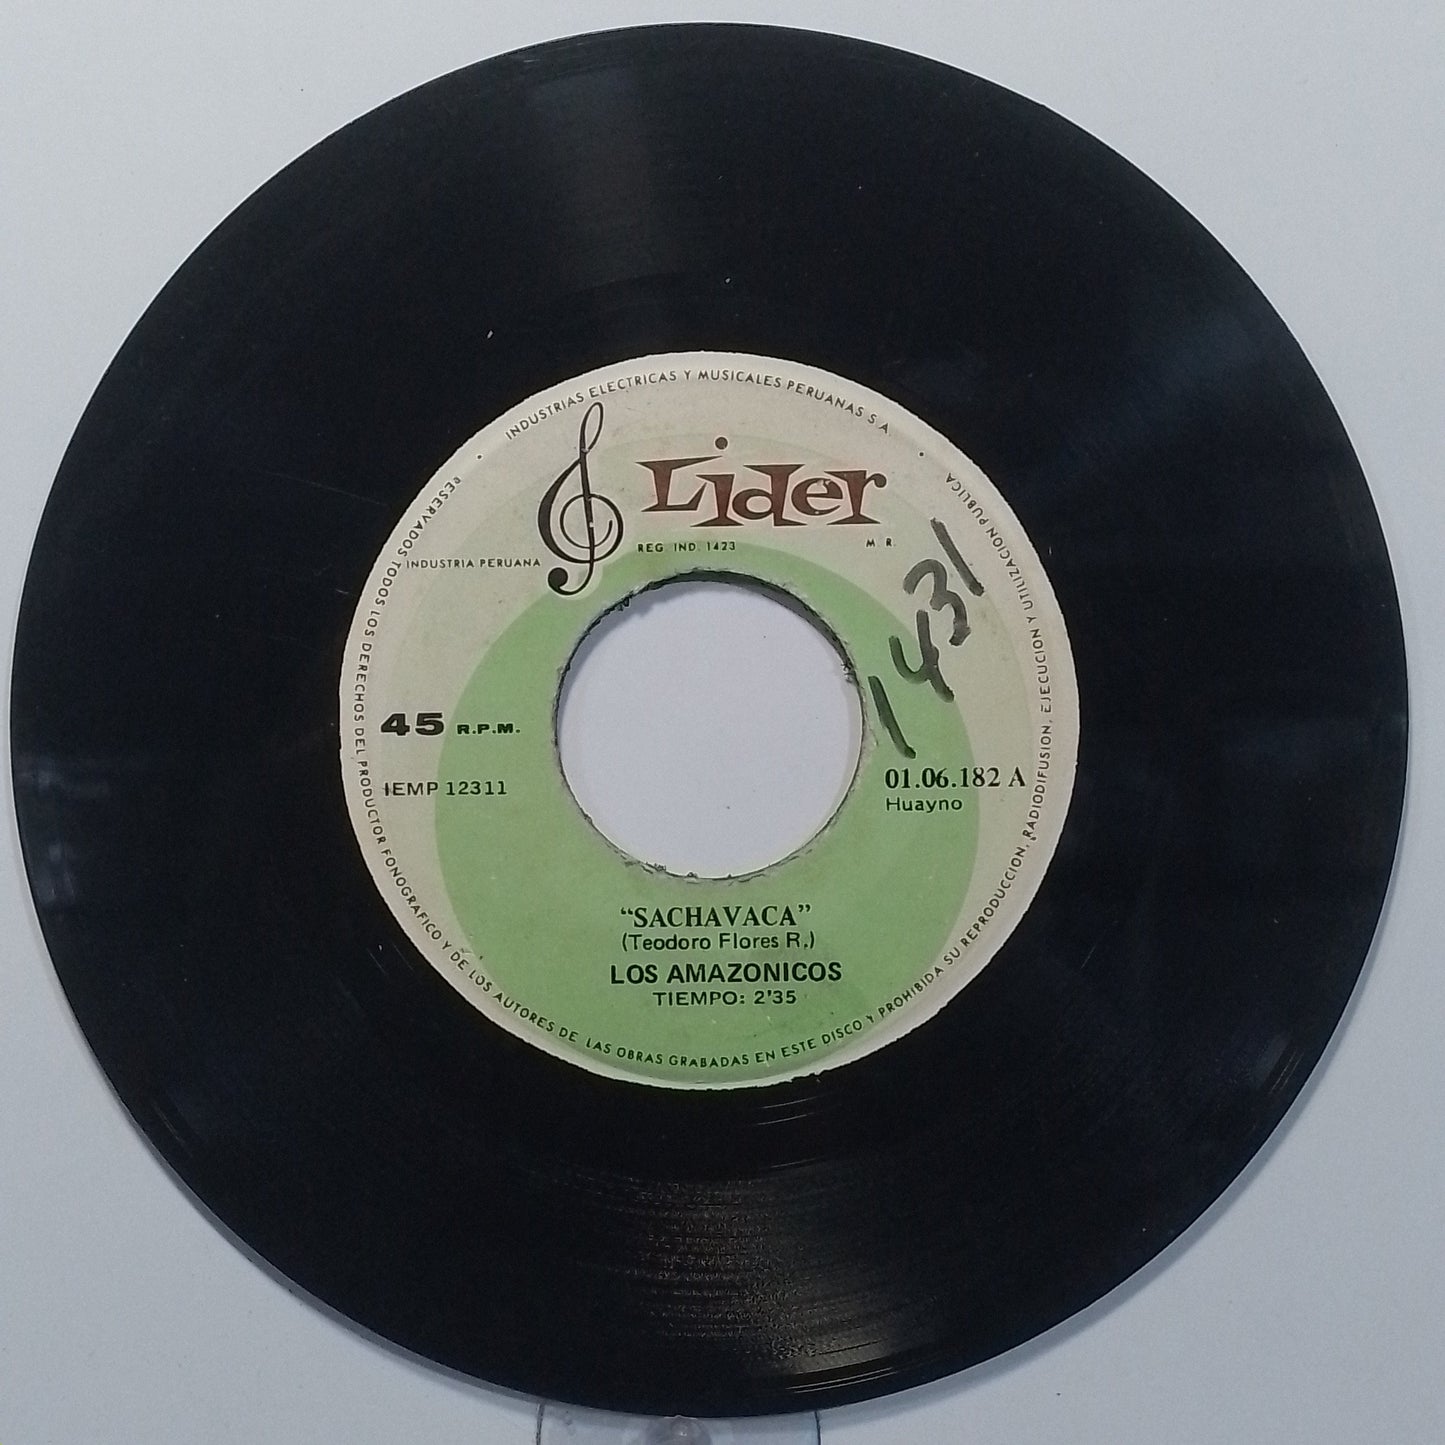 INDUSTRIAS ELECTRICAS Y MUSICALES PERUANAS S.A.
Lider
REG. IND. 1423
M. R.
INDUSTRIA PERUANA
1431
45 R.P.M.
IEMP 12311
01.06.182 A
Huayno
"SACHAVACA"
(Teodoro Flores R.)
LOS AMAZONICOS
TIEMPO: 2'35
RESERVADOS TODOS LOS DERECHOS DEL PRODUCTOR FONOGRAFICO Y DE LOS AUTORES DE LAS OBRAS GRABADAS EN ESTE DISCO Y PROHIBIDA SU REPRODUCCION, RADIODIFUSION, EJECUCION Y UTILIZACION PUBLICA